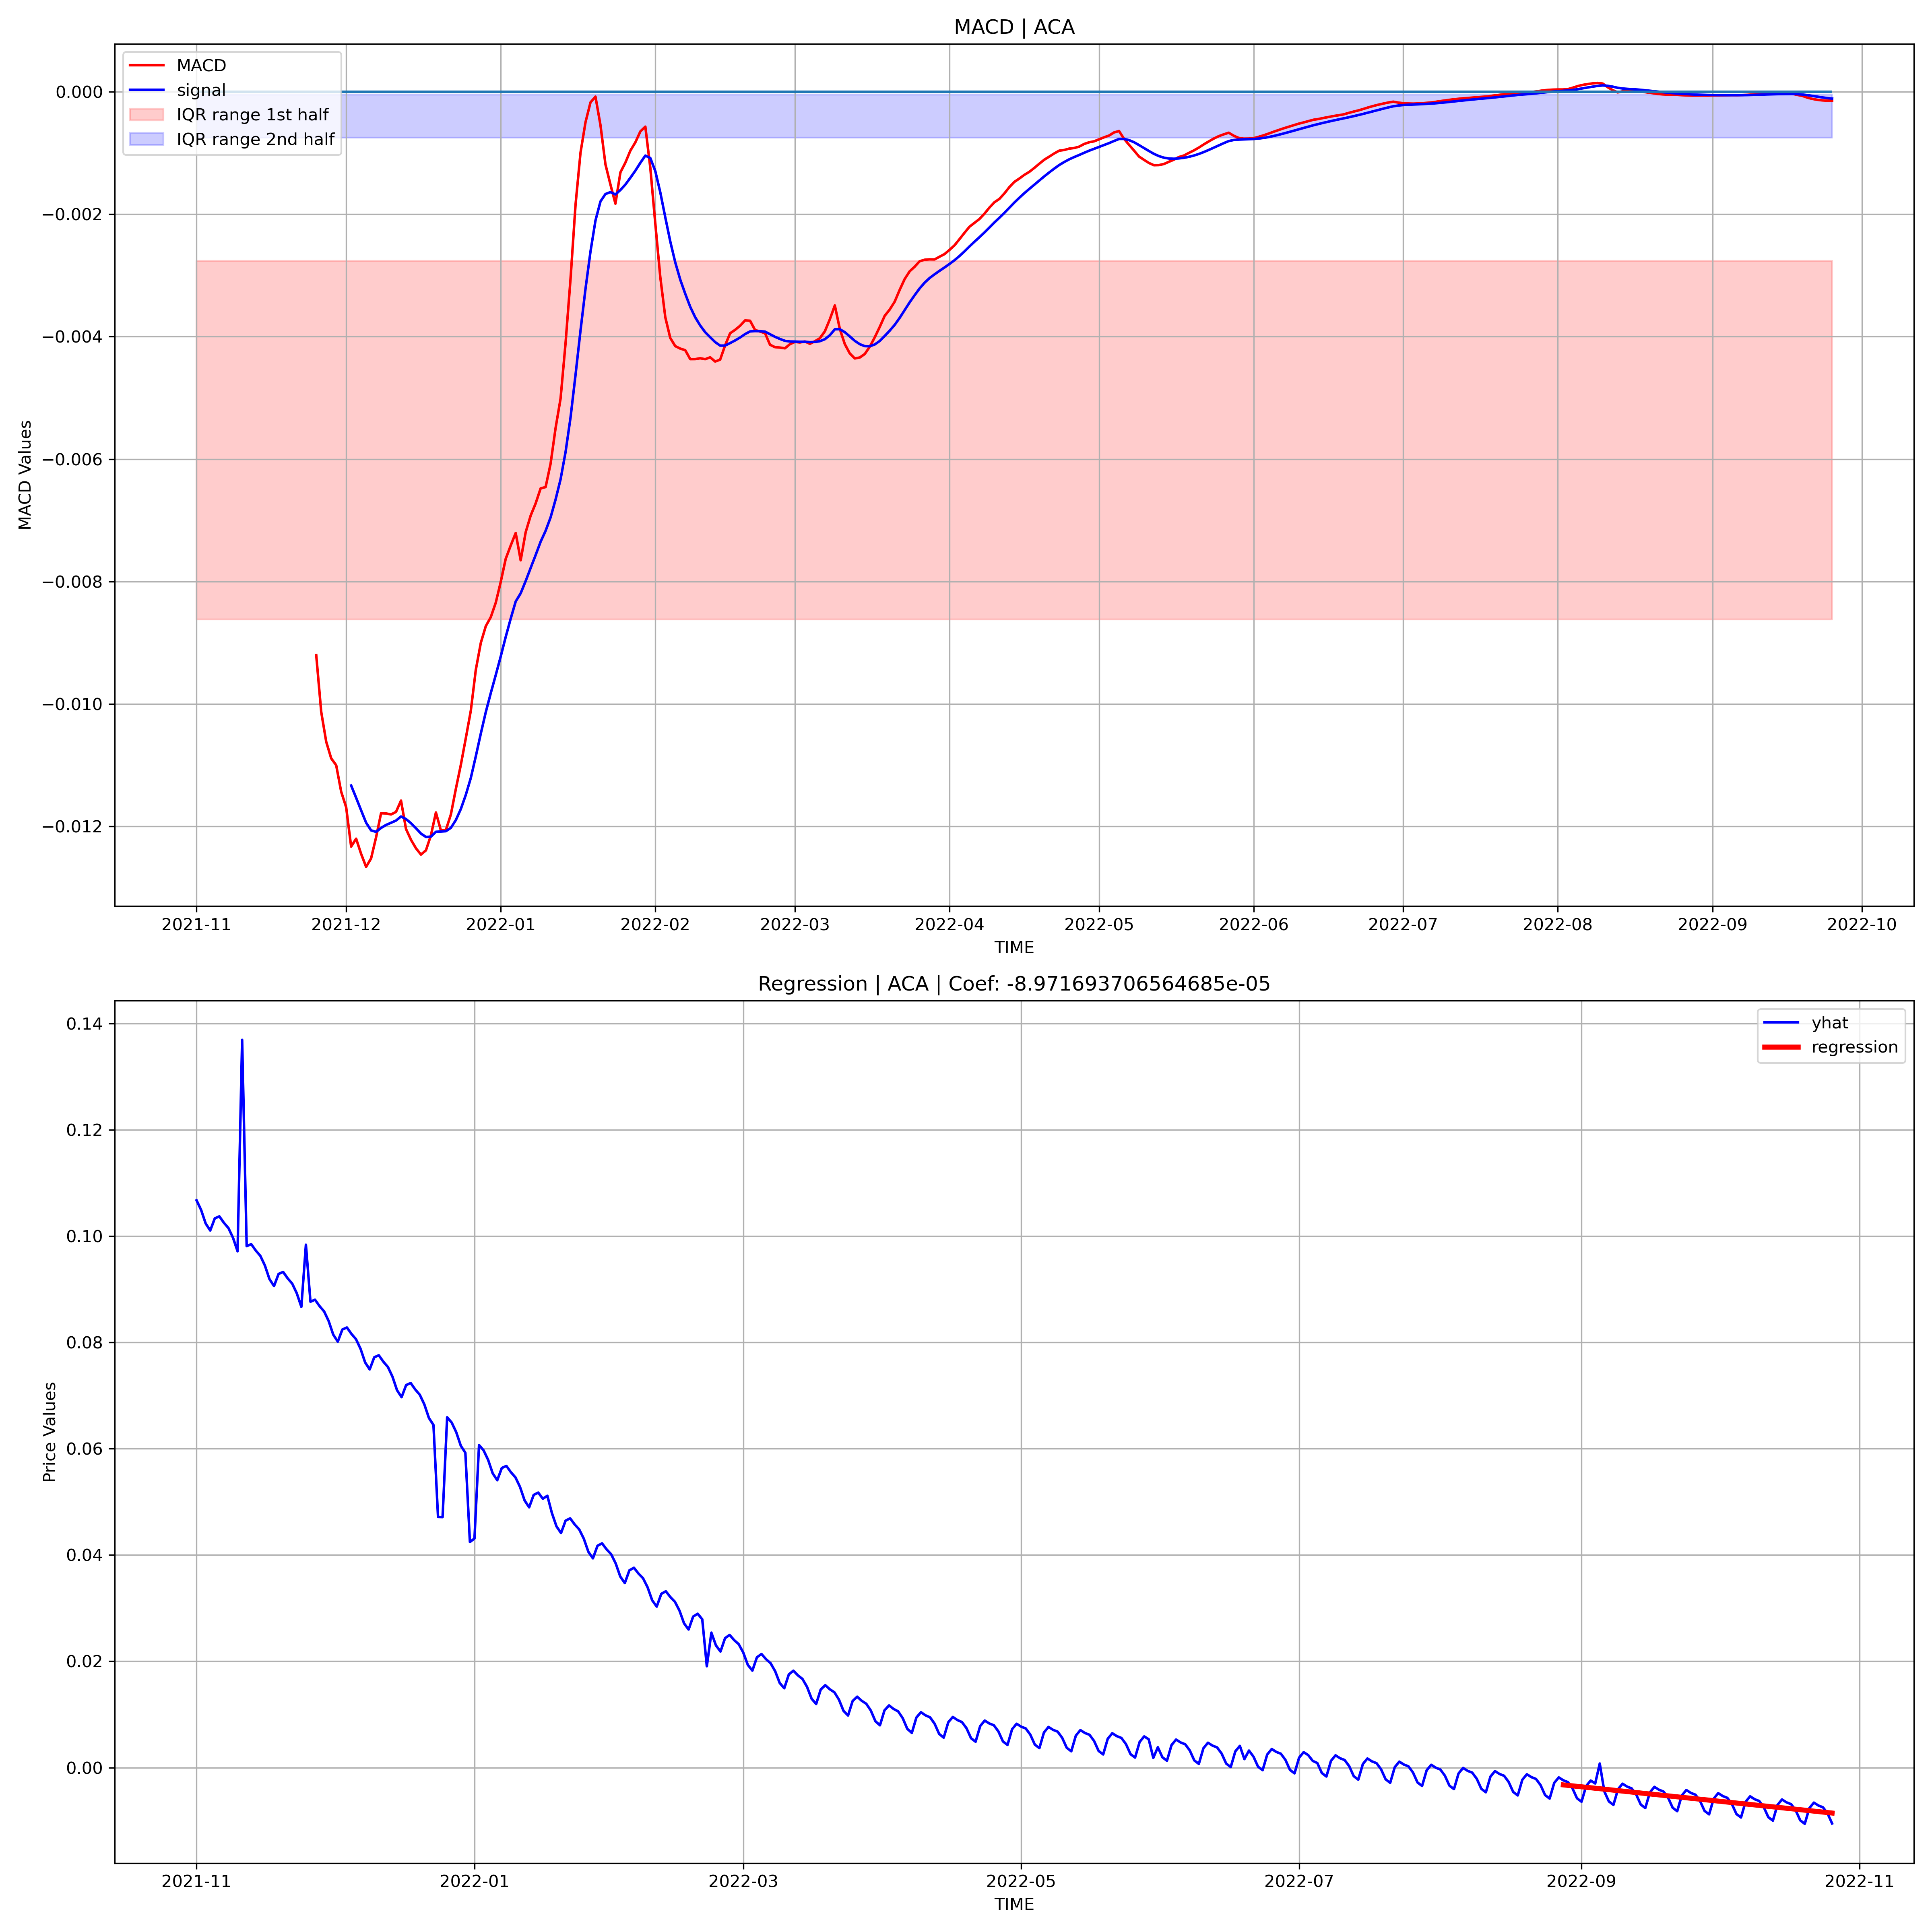 MACD | ACA
MACD
signal
IQR range 1st half
IQR range 2nd half
0.000
−0.002
−0.004
−0.006
−0.008
−0.010
−0.012
MACD Values
2021-11 2021-12 2022-01 2022-02 2022-03 2022-04 2022-05 2022-06 2022-07 2022-08 2022-09 2022-10
TIME
Regression | ACA | Coef: -8.971693706564685e-05
yhat
regression
0.14
0.12
0.10
0.08
0.06
0.04
0.02
0.00
Price Values
2021-11 2022-01 2022-03 2022-05 2022-07 2022-09 2022-11
TIME